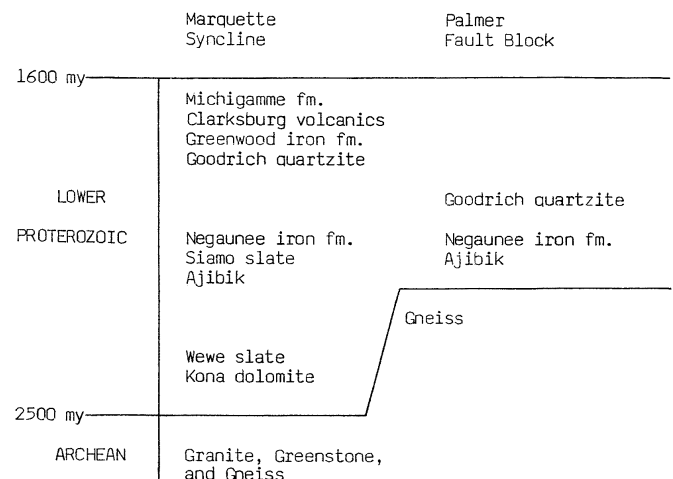 Marquette Syncline
Palmer Fault Block
1600 my
Michigamme fm.
Clarksburg volcanics
Greenwood iron fm.
Goodrich quartzite
LOWER
Goodrich quartzite
PROTEROZOIC
Negaunee iron fm.
Negaunee iron fm.
Siamo slate
Ajibik
Ajibik
Gneiss
Wewe slate
Kona dolomite
2500 my
ARCHEAN
Granite, Greenstone,
and Gneiss